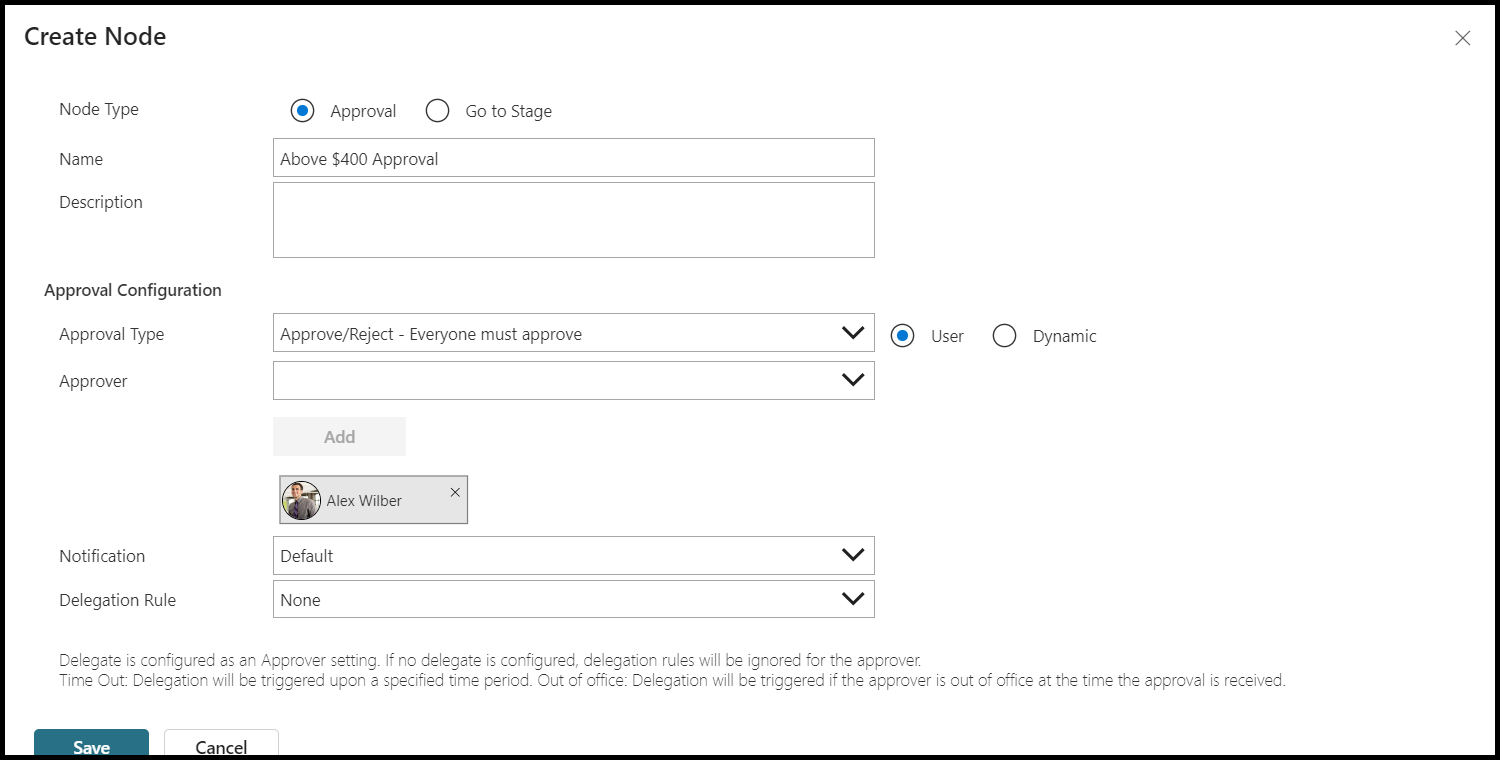 Create Node
Node Type Approval Go to Stage
Name Above $400 Approval
Description
Approval Configuration
Approval Type Approve/Reject - Everyone must approve User Dynamic
Approver
Add
Alex Wilber
Notification Default
Delegation Rule None
Delegate is configured as an Approver setting. If no delegate is configured, delegation rules will be ignored for the approver.
Time Out: Delegation will be triggered upon a specified time period. Out of office: Delegation will be triggered if the approver is out of office at the time the approval is received.
Save Cancel